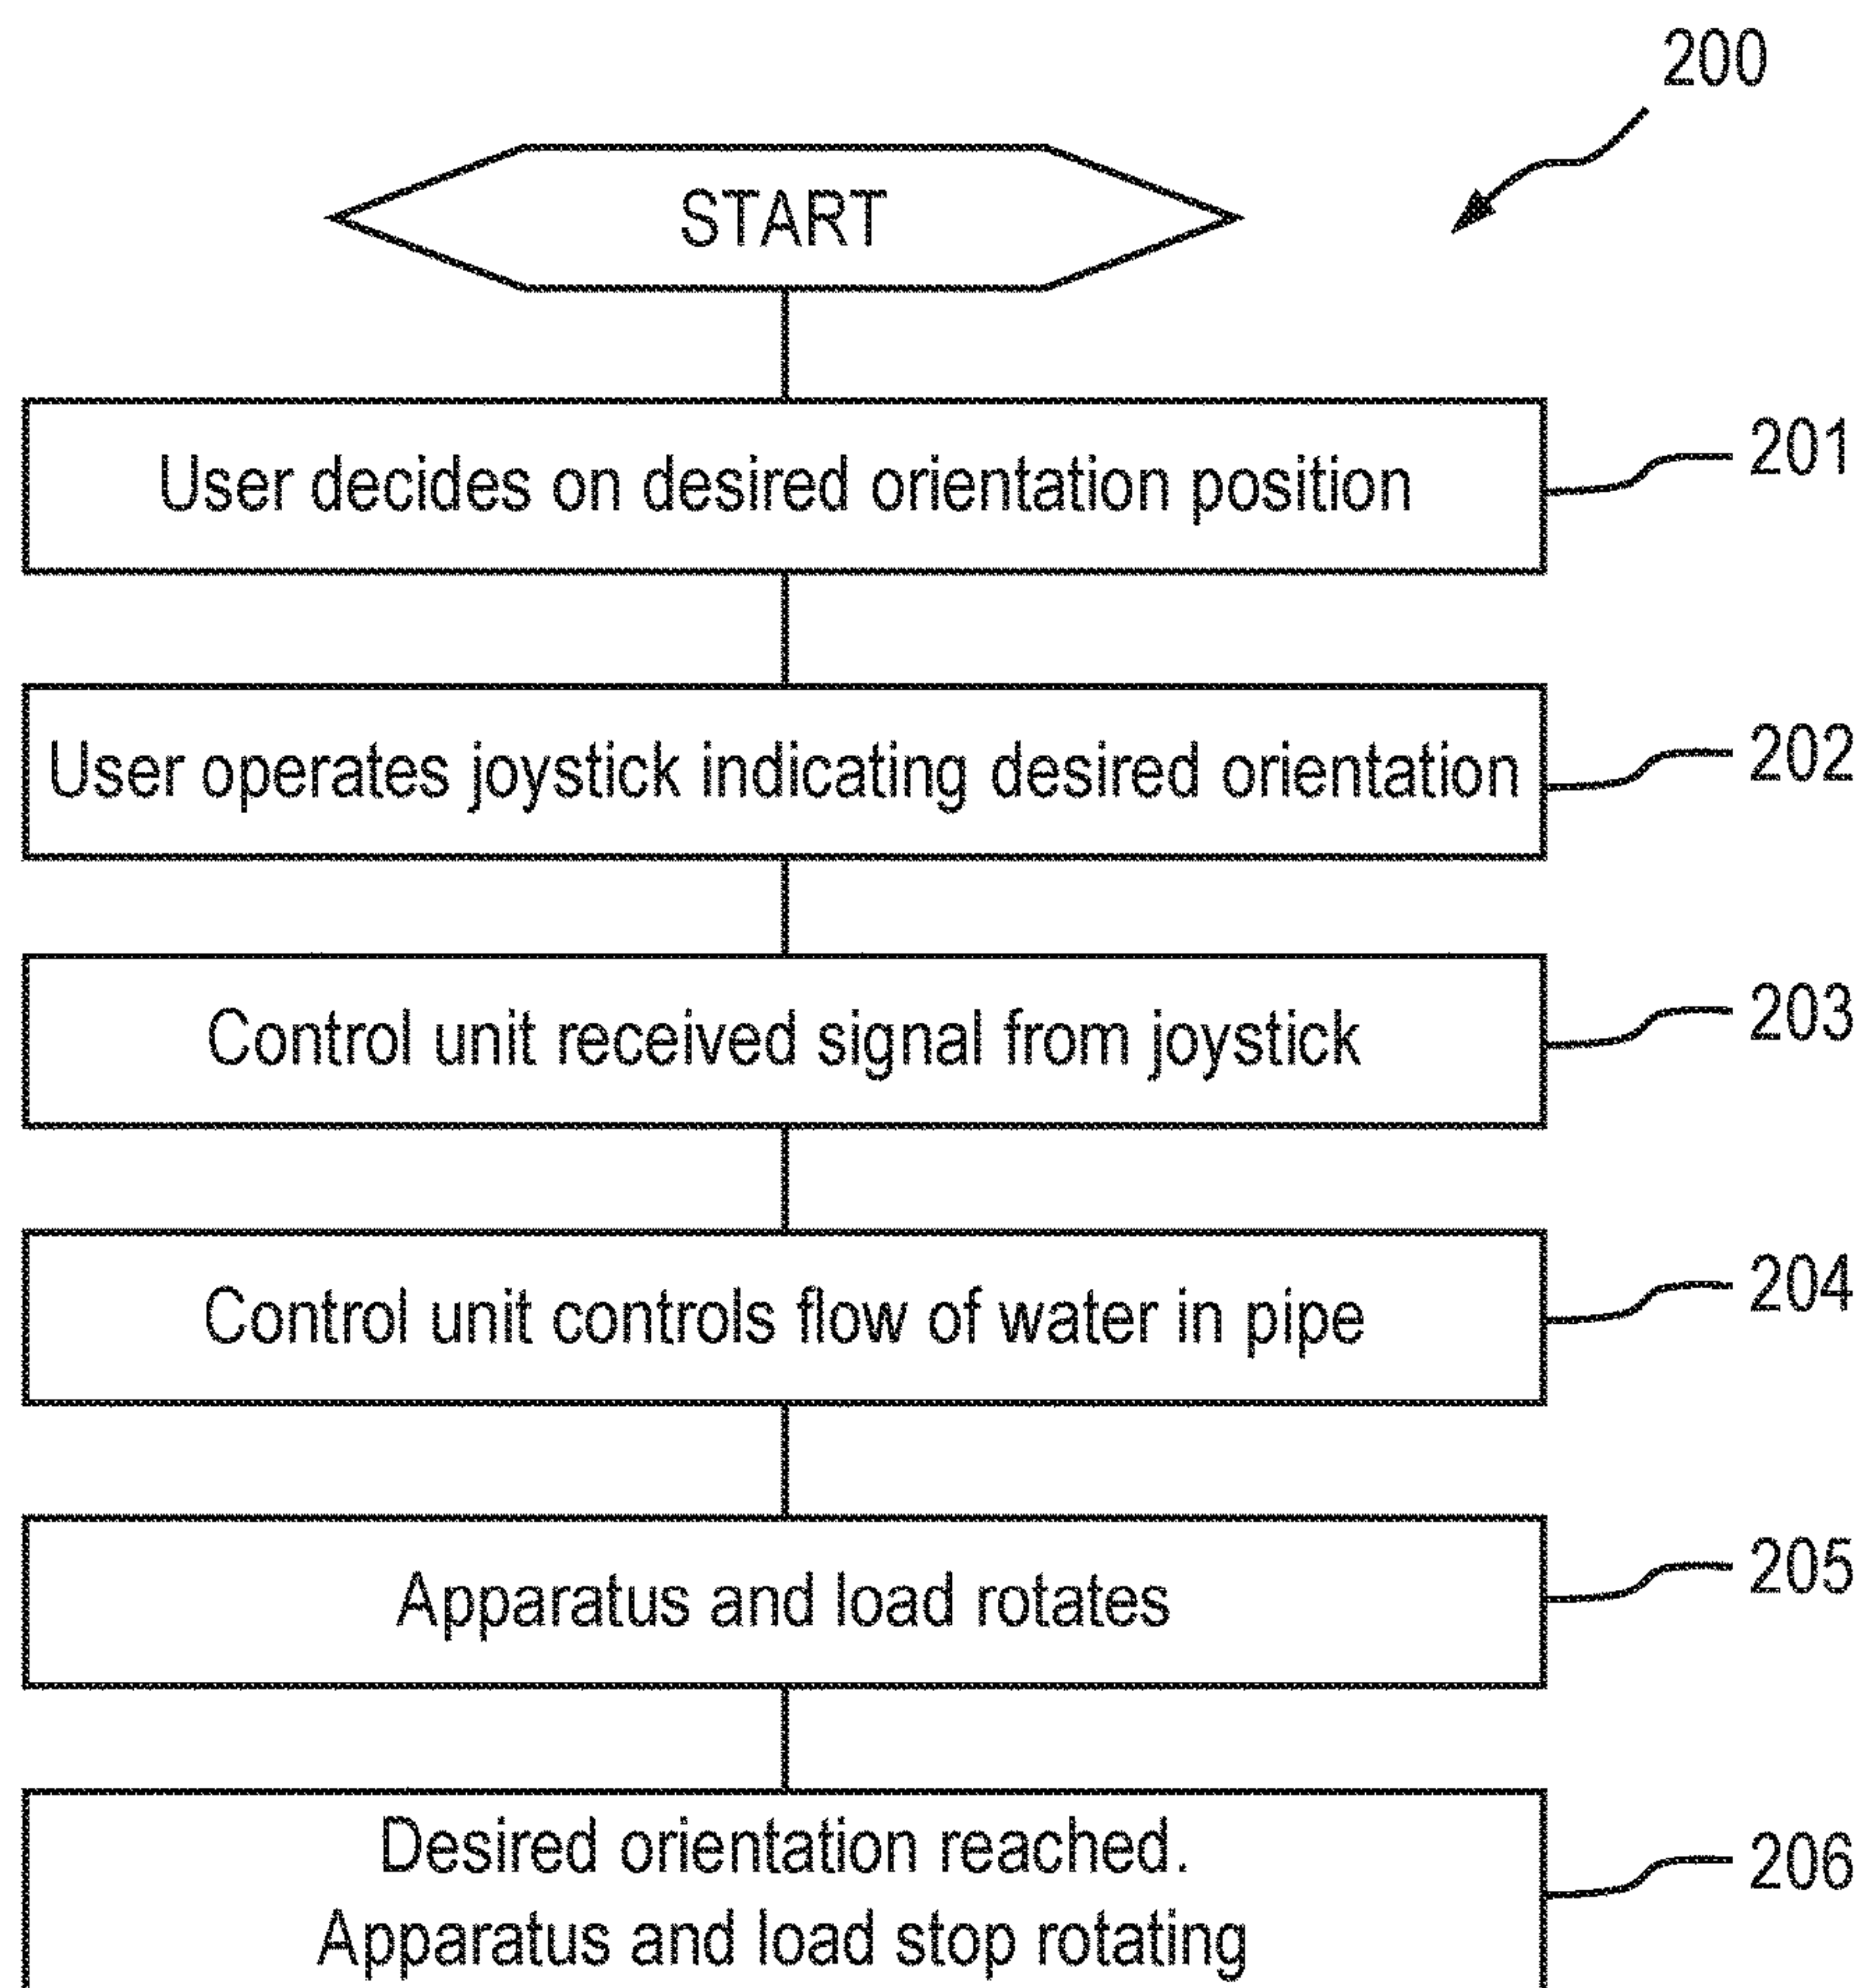 200
START
User decides on desired orientation position
201
User operates joystick indicating desired orientation
202
Control unit received signal from joystick
203
Control unit controls flow of water in pipe
204
Apparatus and load rotates
205
Desired orientation reached.
Apparatus and load stop rotating
206